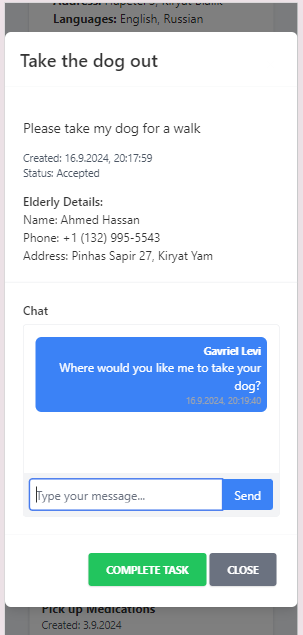 Languages: English, Russian
Take the dog out
Please take my dog for a walk
Created: 16.9.2024, 20:17:59
Status: Accepted
Elderly Details:
Name: Ahmed Hassan
Phone: +1 (132) 995-5543
Address: Pinhas Sapir 27, Kiryat Yam
Chat
Gavriel Levi
Where would you like me to take your
dog?
16.9.2024, 20:19:40
Type your message...
Send
COMPLETE TASK
CLOSE
Pick up Medications
Created: 3.9.2024